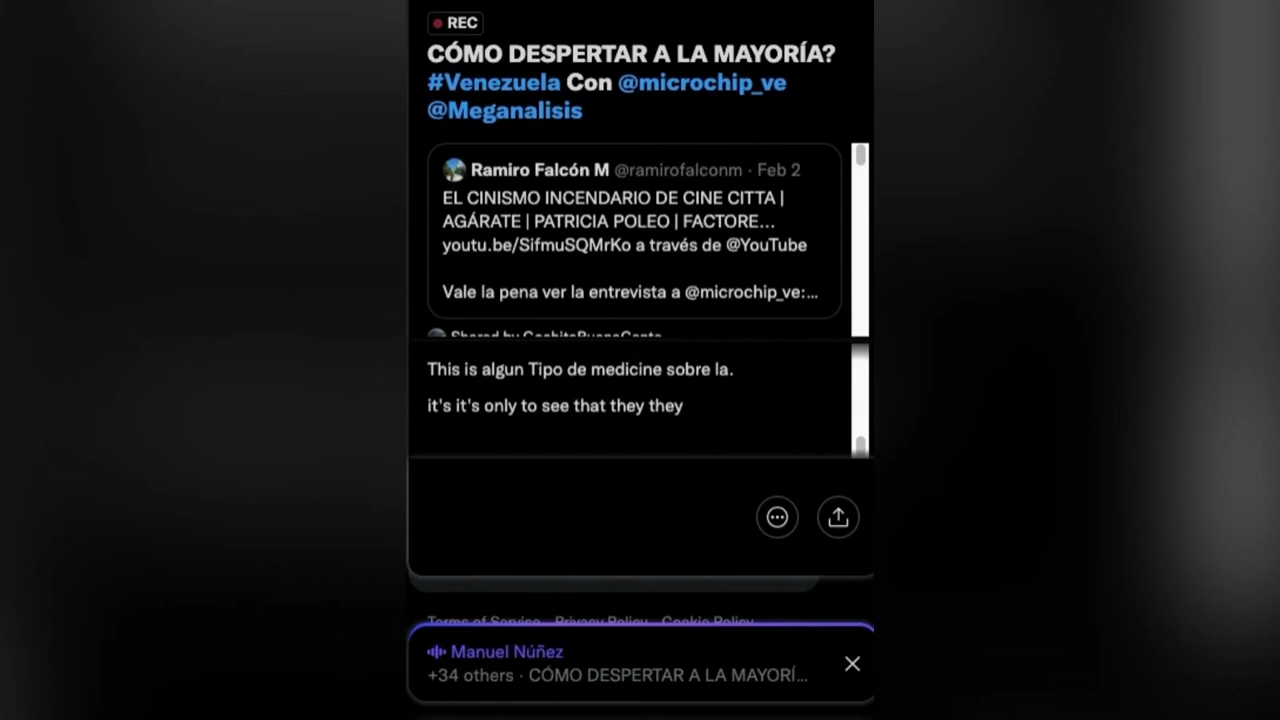 REC
CÓMO DESPERTAR A LA MAYORÍA?
#Venezuela Con @microchip_ve
@Meganalisis
Ramiro Falcón M @ramirofalconm · Feb 2
EL CINISMO INCENDARIO DE CINE CITTA |
AGÁRATE | PATRICIA POLEO | FACTORE...
youtu.be/SifmuSQMrKo a través de @YouTube
Vale la pena ver la entrevista a @microchip_ve:...
Shared by
This is algun Tipo de medicine sobre la.
it's it's only to see that they they
Terms of Service Privacy Policy Cookie Policy
Manuel Núñez
+34 others · CÓMO DESPERTAR A LA MAYORÍ...